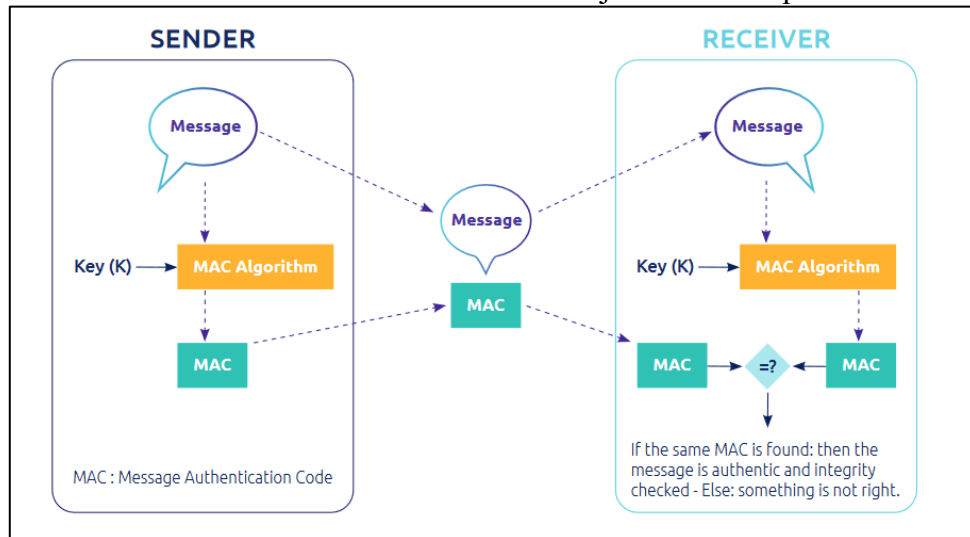 SENDER
RECEIVER
Message
Message
Message
Key (K)
MAC Algorithm
Key (K)
MAC Algorithm
MAC
MAC
MAC
=?
MAC
MAC : Message Authentication Code
If the same MAC is found: then the
message is authentic and integrity
checked - Else: something is not right.